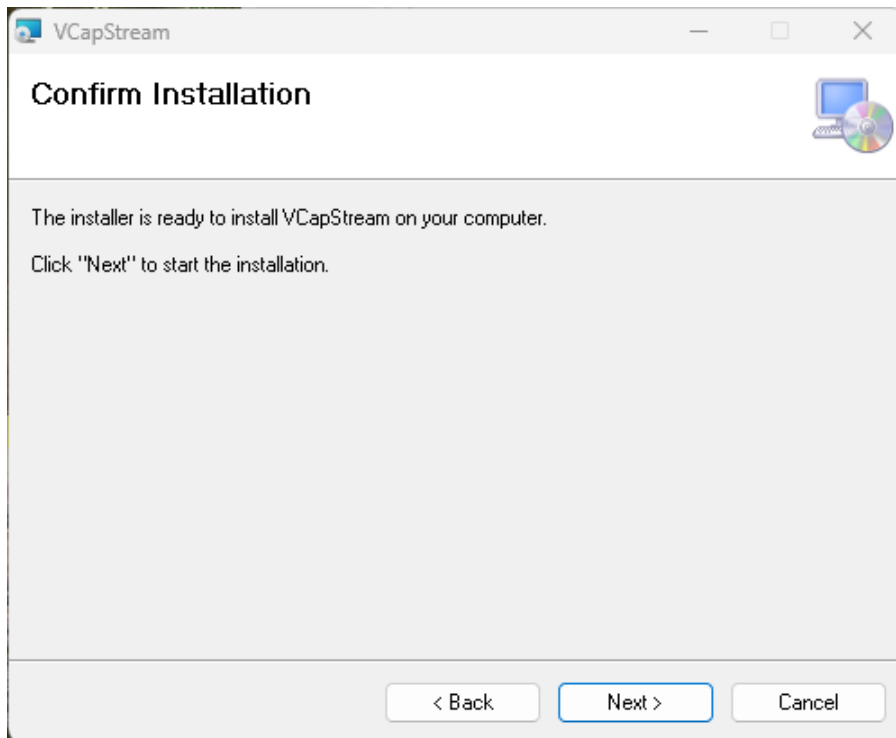 VCapStream
Confirm Installation
The installer is ready to install VCapStream on your computer.
Click "Next" to start the installation.
< Back
Next >
Cancel